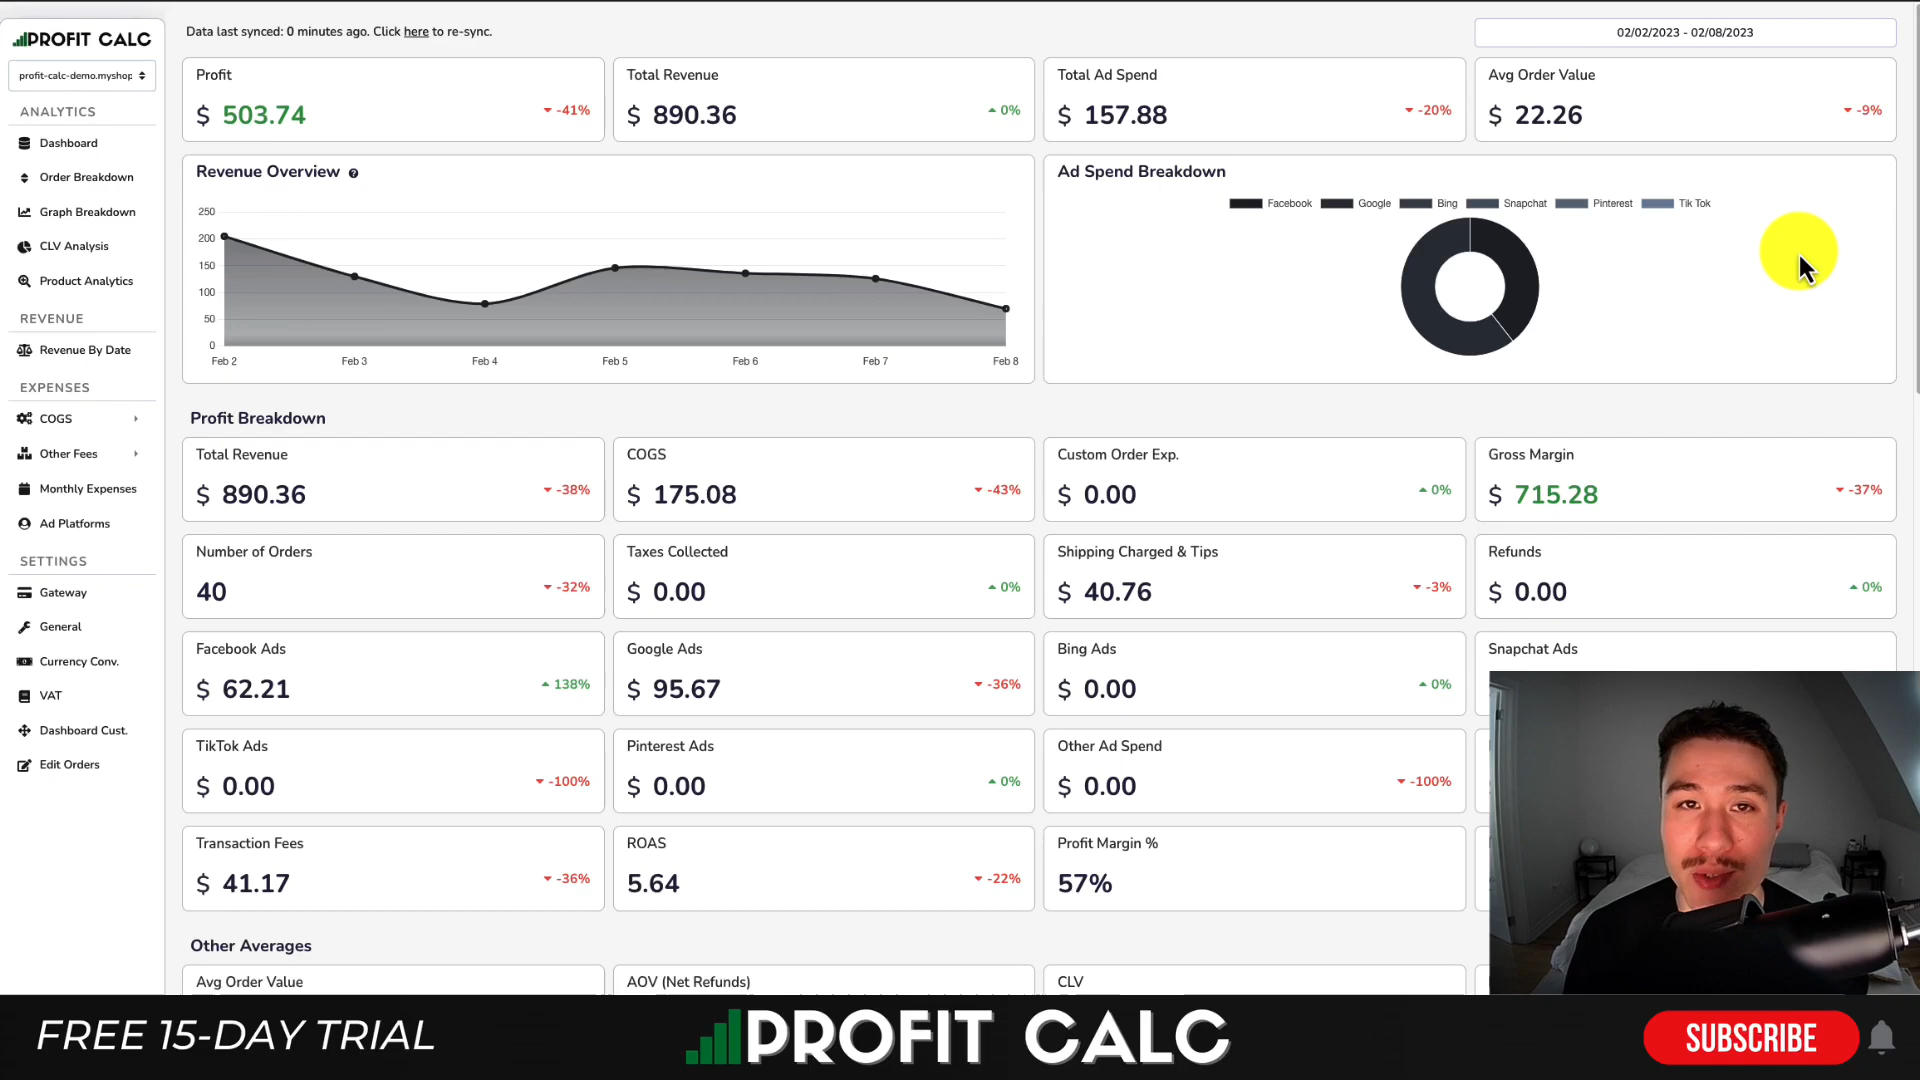 PROFIT CALC
profit-calc-demo.myshop
ANALYTICS
Dashboard
Order Breakdown
Graph Breakdown
CLV Analysis
Product Analytics
REVENUE
Revenue By Date
EXPENSES
COGS
Other Fees
Monthly Expenses
Ad Platforms
SETTINGS
Gateway
General
Currency Conv.
VAT
Dashboard Cust.
Edit Orders
Data last synced: 0 minutes ago. Click here to re-sync.
02/02/2023 - 02/08/2023
Profit
$ 503.74 -41%
Total Revenue
$ 890.36 0%
Total Ad Spend
$ 157.88 -20%
Avg Order Value
$ 22.26 -9%
Revenue Overview
250
200
150
100
50
0
Feb 2 Feb 3 Feb 4 Feb 5 Feb 6 Feb 7 Feb 8
Ad Spend Breakdown
Facebook Google Bing Snapchat Pinterest Tik Tok
Profit Breakdown
Total Revenue
$ 890.36 -38%
COGS
$ 175.08 -43%
Custom Order Exp.
$ 0.00 0%
Gross Margin
$ 715.28 -37%
Number of Orders
40 -32%
Taxes Collected
$ 0.00 0%
Shipping Charged & Tips
$ 40.76 -3%
Refunds
$ 0.00 0%
Facebook Ads
$ 62.21 138%
Google Ads
$ 95.67 -36%
Bing Ads
$ 0.00 0%
Snapchat Ads
TikTok Ads
$ 0.00 -100%
Pinterest Ads
$ 0.00 0%
Other Ad Spend
$ 0.00 -100%
Transaction Fees
$ 41.17 -36%
ROAS
5.64 -22%
Profit Margin %
57%
Other Averages
Avg Order Value
AOV (Net Refunds)
CLV
FREE 15-DAY TRIAL
PROFIT CALC
SUBSCRIBE